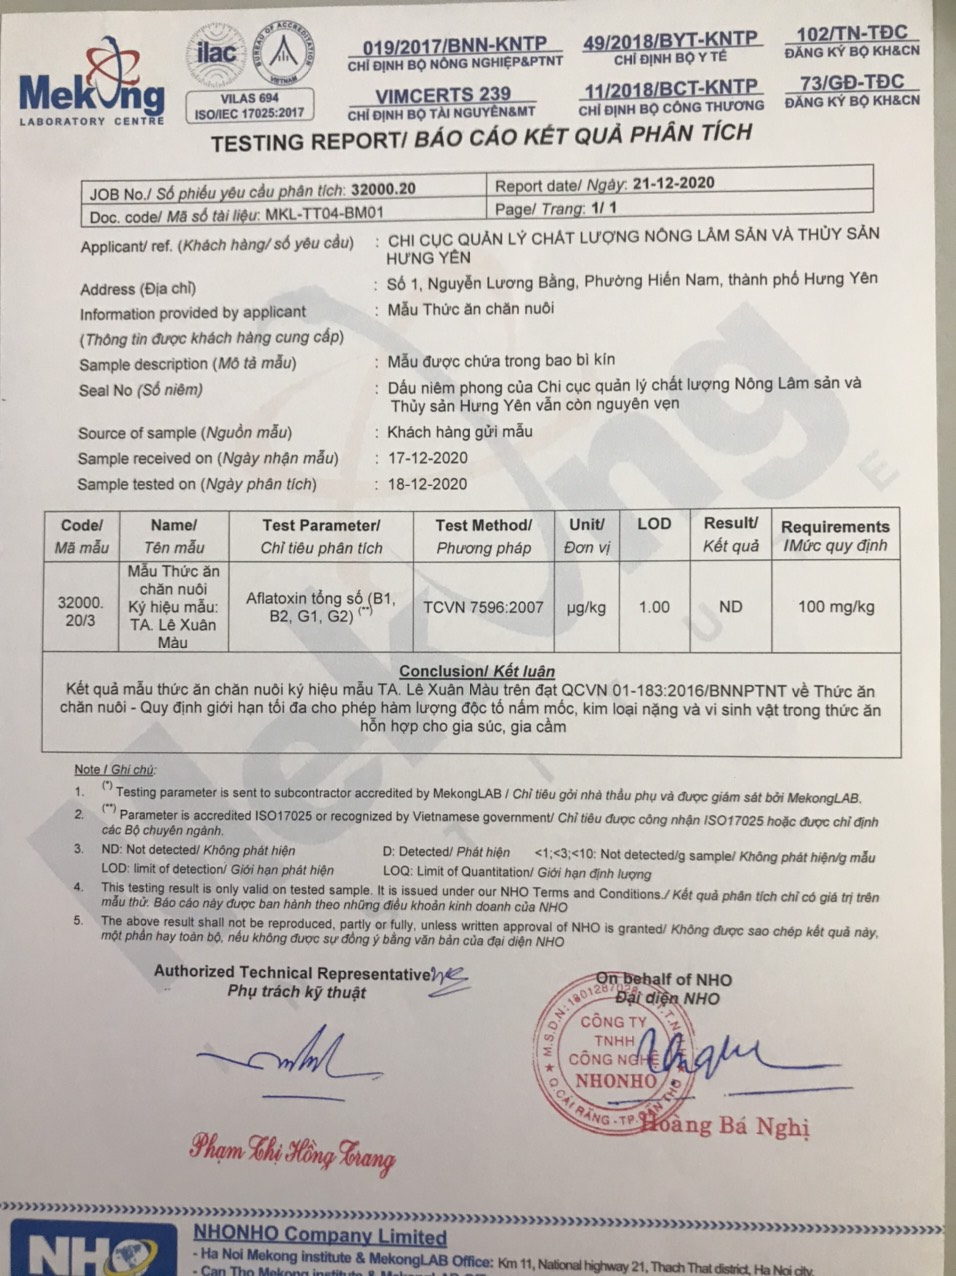 Mekong
LABORATORY CENTRE
ilac
BUREAU OF ACCREDITATION
VIETNAM
VILAS 694
ISO/IEC 17025:2017
019/2017/BNN-KNTP
CHỈ ĐỊNH BỘ NÔNG NGHIỆP&PTNT
VIMCERTS 239
CHỈ ĐỊNH BỘ TÀI NGUYÊN&MT
49/2018/BYT-KNTP
CHỈ ĐỊNH BỘ Y TẾ
11/2018/BCT-KNTP
CHỈ ĐỊNH BỘ CÔNG THƯƠNG
102/TN-TĐC
ĐĂNG KÝ BỘ KH&CN
73/GĐ-TĐC
ĐĂNG KÝ BỘ KH&CN
TESTING REPORT/ BÁO CÁO KẾT QUẢ PHÂN TÍCH
JOB No./ Số phiếu yêu cầu phân tích: 32000.20
Report date/ Ngày: 21-12-2020
Doc. code/ Mã số tài liệu: MKL-TT04-BM01
Page/ Trang: 1/ 1
Applicant/ ref. (Khách hàng/ số yêu cầu) : CHI CỤC QUẢN LÝ CHẤT LƯỢNG NÔNG LÂM SẢN VÀ THỦY SẢN
HƯNG YÊN
Address (Địa chỉ) : Số 1, Nguyễn Lương Bằng, Phường Hiến Nam, thành phố Hưng Yên
Information provided by applicant : Mẫu Thức ăn chăn nuôi
(Thông tin được khách hàng cung cấp)
Sample description (Mô tả mẫu) : Mẫu được chứa trong bao bì kín
Seal No (Số niêm) : Dấu niêm phong của Chi cục quản lý chất lượng Nông Lâm sản và
Thủy sản Hưng Yên vẫn còn nguyên vẹn
Source of sample (Nguồn mẫu) : Khách hàng gửi mẫu
Sample received on (Ngày nhận mẫu) : 17-12-2020
Sample tested on (Ngày phân tích) : 18-12-2020
Code/
Mã mẫu
Name/
Tên mẫu
Test Parameter/
Chỉ tiêu phân tích
Test Method/
Phương pháp
Unit/
Đơn vị
LOD
Result/
Kết quả
Requirements
/Mức quy định
32000.
20/3
Mẫu Thức ăn
chăn nuôi
Ký hiệu mẫu:
TA. Lê Xuân
Màu
Aflatoxin tổng số (B1,
B2, G1, G2) (**)
TCVN 7596:2007
µg/kg
1.00
ND
100 mg/kg
Conclusion/ Kết luận
Kết quả mẫu thức ăn chăn nuôi ký hiệu mẫu TA. Lê Xuân Màu trên đạt QCVN 01-183:2016/BNNPTNT về Thức ăn
chăn nuôi - Quy định giới hạn tối đa cho phép hàm lượng độc tố nấm mốc, kim loại nặng và vi sinh vật trong thức ăn
hỗn hợp cho gia súc, gia cầm
Note / Ghi chú:
1. (*) Testing parameter is sent to subcontractor accredited by MekongLAB / Chỉ tiêu gởi nhà thầu phụ và được giám sát bởi MekongLAB.
2. (**) Parameter is accredited ISO17025 or recognized by Vietnamese government/ Chỉ tiêu được công nhận ISO17025 hoặc được chỉ định
các Bộ chuyên ngành.
3. ND: Not detected/ Không phát hiện D: Detected/ Phát hiện <1;<3;<10: Not detected/g sample/ Không phát hiện/g mẫu
LOD: limit of detection/ Giới hạn phát hiện LOQ: Limit of Quantitation/ Giới hạn định lượng
4. This testing result is only valid on tested sample. It is issued under our NHO Terms and Conditions./ Kết quả phân tích chỉ có giá trị trên
mẫu thử. Báo cáo này được ban hành theo những điều khoản kinh doanh của NHO
5. The above result shall not be reproduced, partly or fully, unless written approval of NHO is granted/ Không được sao chép kết quả này,
một phần hay toàn bộ, nếu không được sự đồng ý bằng văn bản của đại diện NHO
Authorized Technical Representative
Phụ trách kỹ thuật
On behalf of NHO
Đại diện NHO
CÔNG TY
TNHH
CÔNG NGHỆ
NHONHO
Q.CÁI RĂNG - TP.CẦN THƠ
Phạm Thị Hồng Trang
Hoàng Bá Nghị
NHO
NHONHO Company Limited
- Ha Noi Mekong institute & MekongLAB Office: Km 11, National highway 21, Thach That district, Ha Noi city.
- Can Tho Mekong institute &